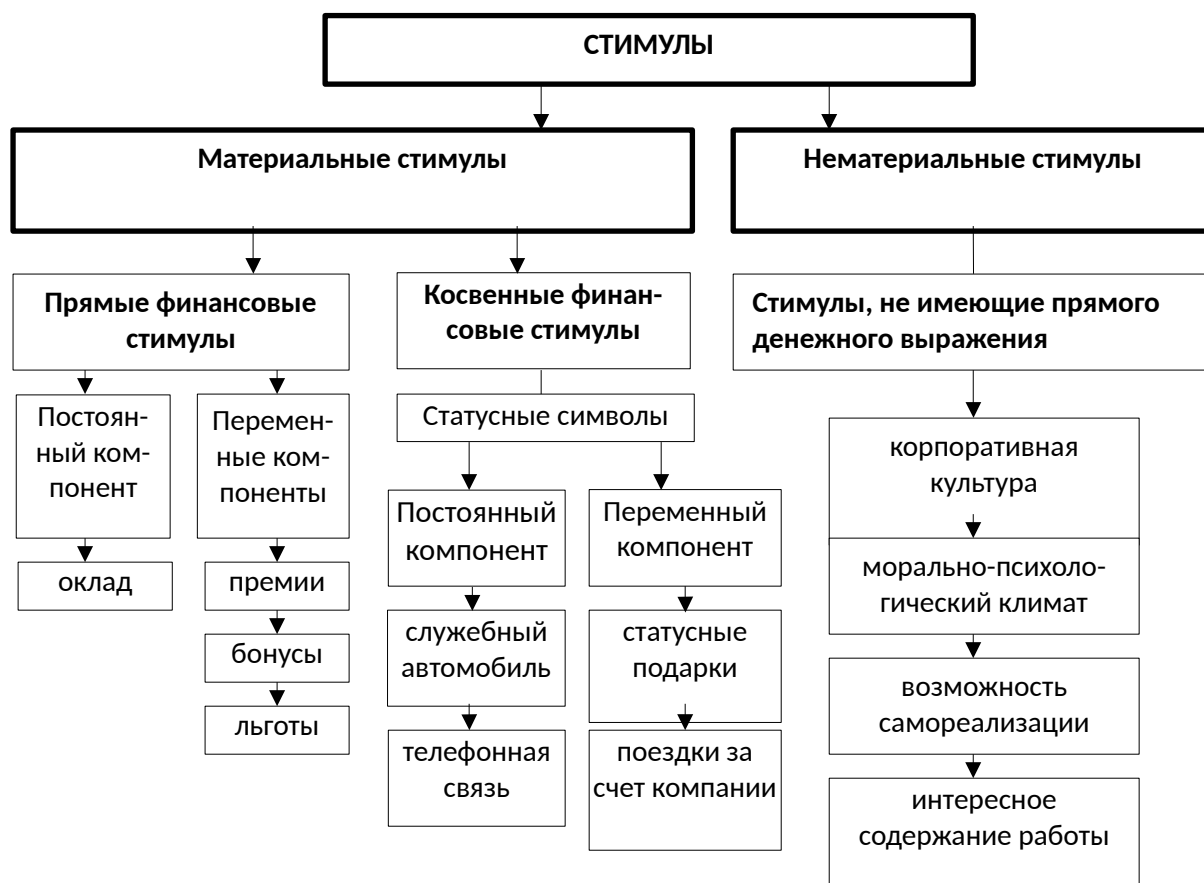 СТИМУЛЫ
Материальные стимулы
Нематериальные стимулы
Прямые финансовые
стимулы
Косвенные финан-
совые стимулы
Стимулы, не имеющие прямого
денежного выражения
Постоян-
ный ком-
понент
Перемен-
ные ком-
поненты
Статусные символы
оклад
премии
бонусы
льготы
Постоянный
компонент
служебный
автомобиль
телефонная
связь
Переменный
компонент
статусные
подарки
поездки за
счет компании
корпоративная
культура
морально-психоло-
гический климат
возможность
самореализации
интересное
содержание работы